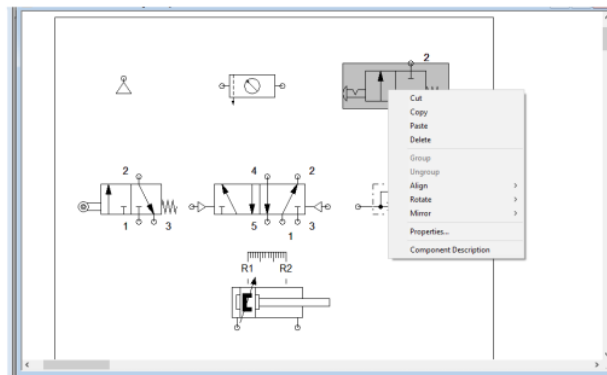 2
Cut
Copy
Paste
Delete
Group
Ungroup
Align
Rotate
Mirror
Properties...
Component Description
2
1 3
4 2
5 3
1
R1 R2